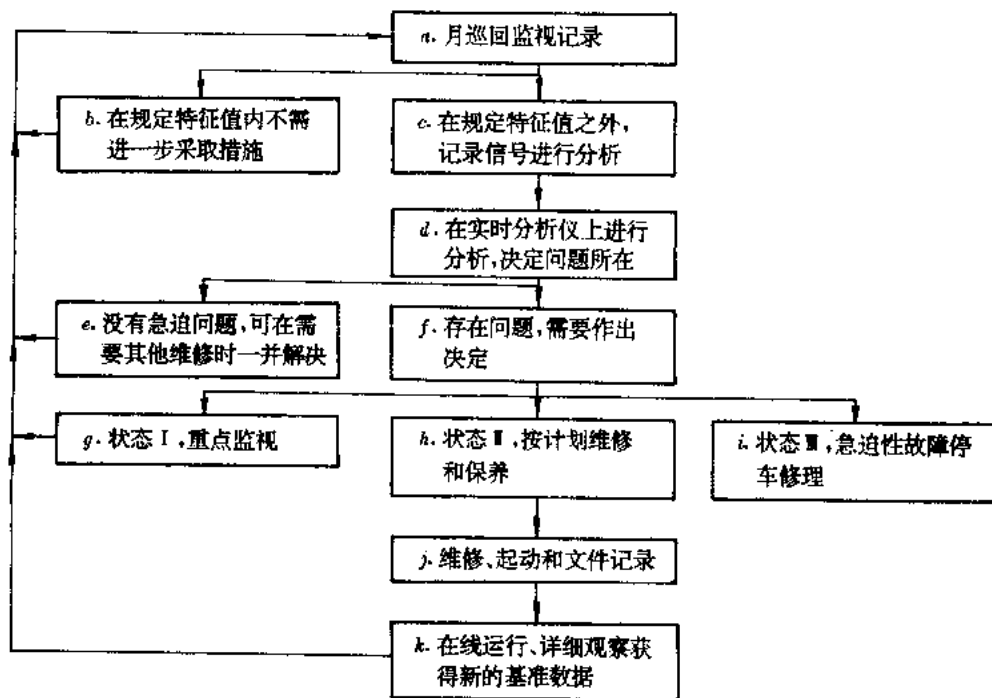 a. 月巡回监视记录
b. 在规定特征值内不需
进一步采取措施
c. 在规定特征值之外,
记录信号进行分析
d. 在实时分析仪上进行
分析,决定问题所在
e. 没有急迫问题,可在需
要其他维修时一并解决
f. 存在问题,需要作出
决定
g. 状态Ⅰ,重点监视
h. 状态Ⅱ,按计划维修
和保养
i. 状态Ⅲ,急迫性故障停
车修理
j. 维修、起动和文件记录
k. 在线运行、详细观察获
得新的基准数据